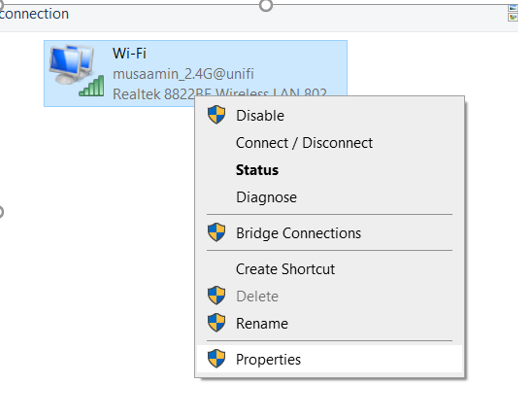 connection
Wi-Fi
musaamin_2.4G@unifi
Realtek 8822BE Wireless LAN 802
Disable
Connect / Disconnect
Status
Diagnose
Bridge Connections
Create Shortcut
Delete
Rename
Properties